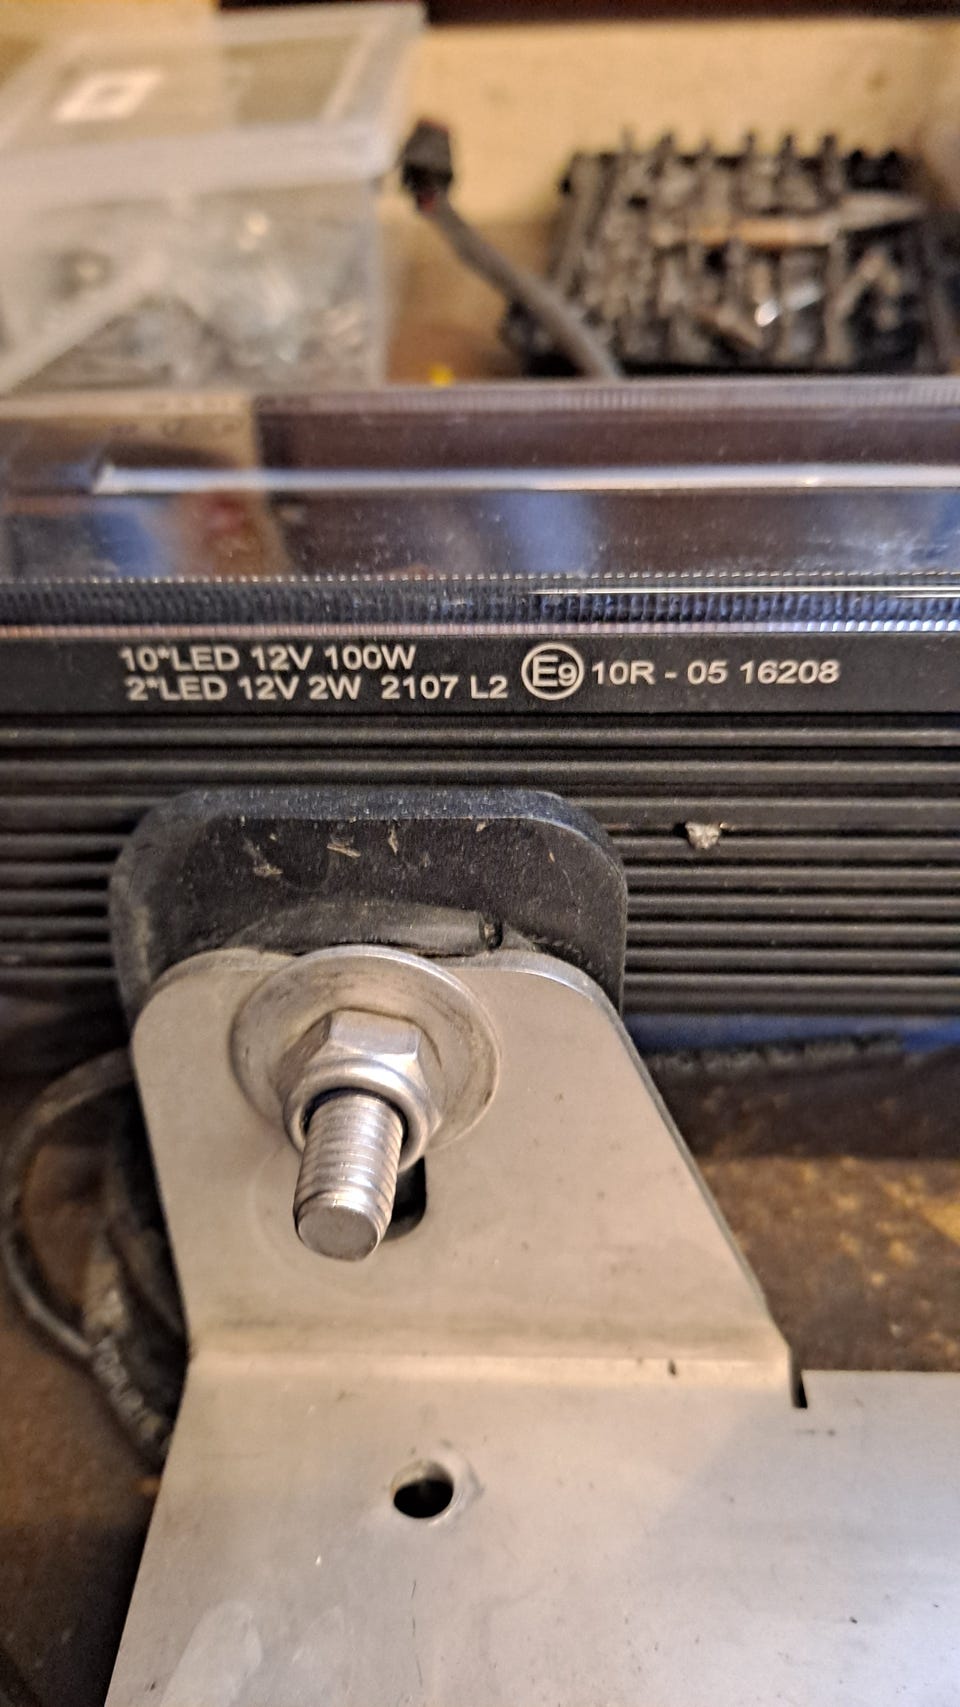 10*LED 12V 100W
2*LED 12V 2W 2107 L2 E9 10R - 05 16208